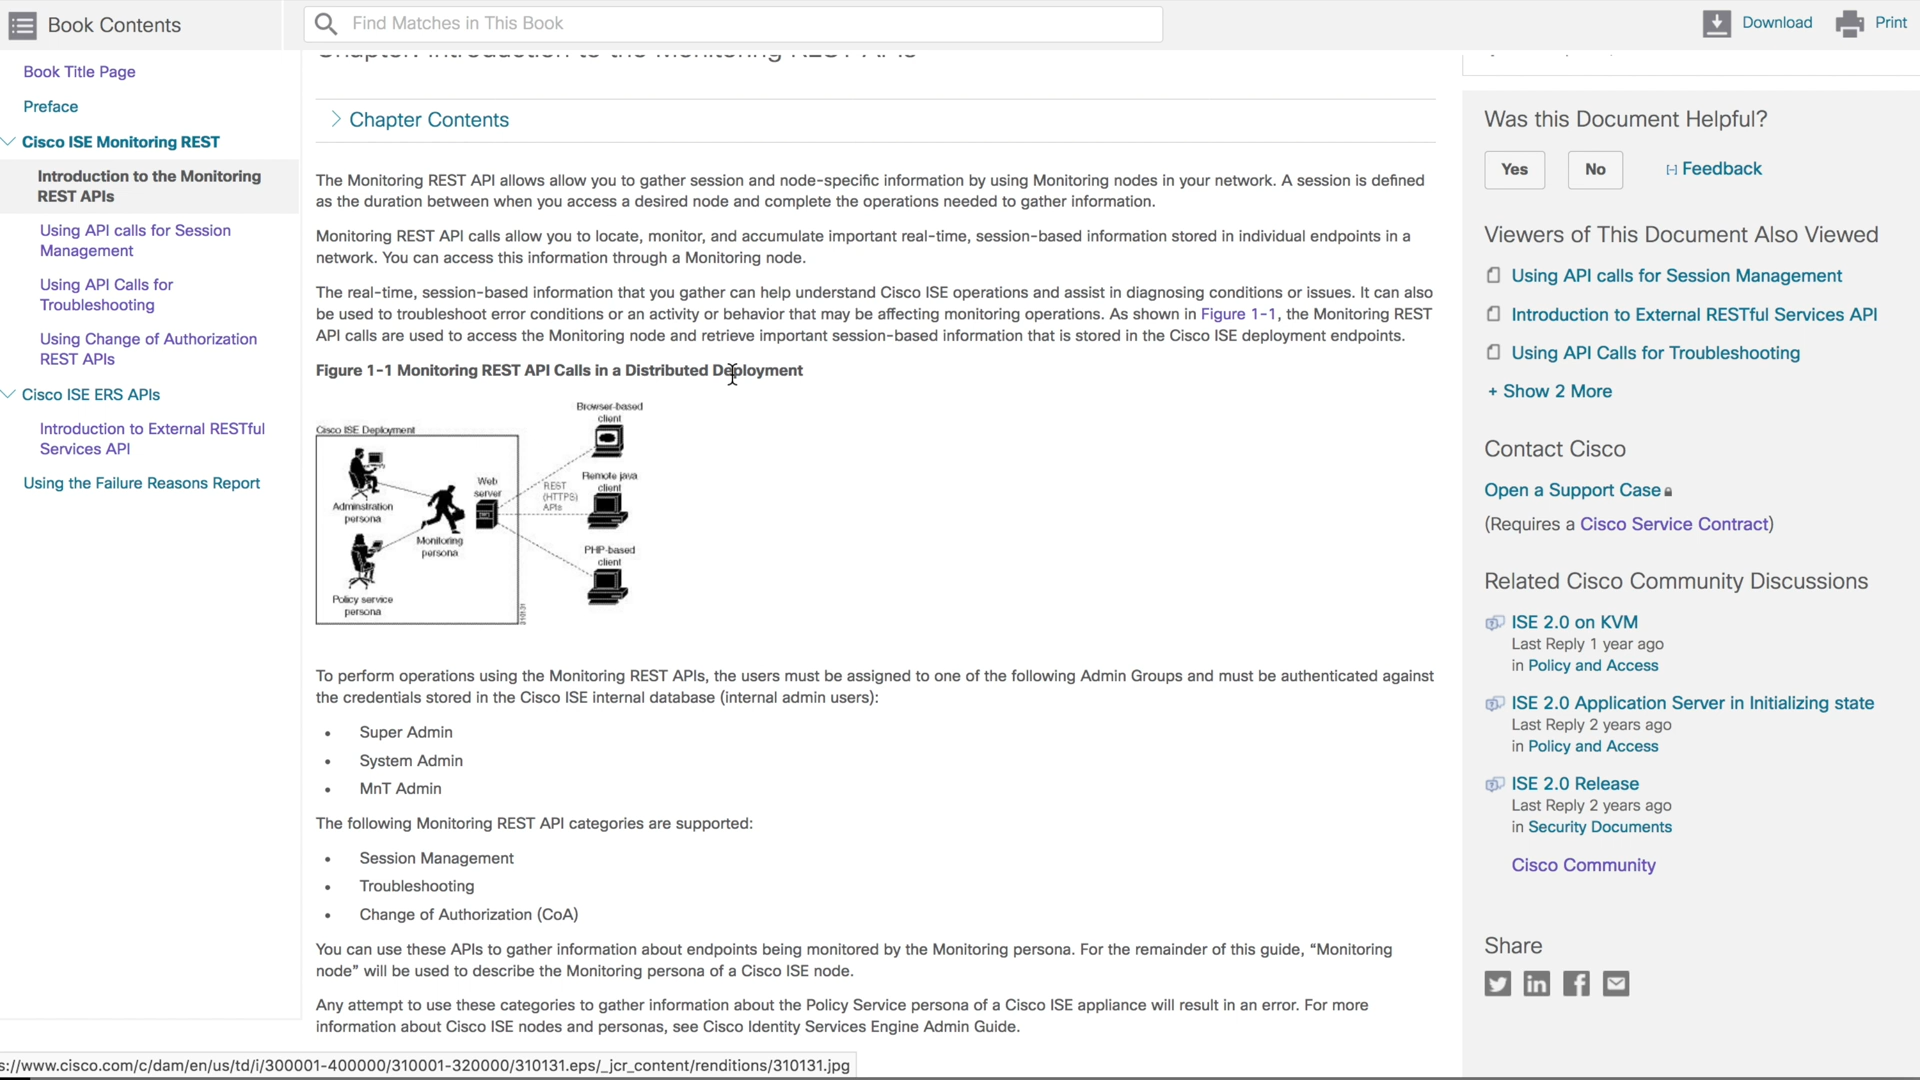 Book Contents
Find Matches in This Book
Download
Print
Book Title Page
Preface
Cisco ISE Monitoring REST
Introduction to the Monitoring
REST APIs
Using API calls for Session
Management
Using API Calls for
Troubleshooting
Using Change of Authorization
REST APIs
Cisco ISE ERS APIs
Introduction to External RESTful
Services API
Using the Failure Reasons Report
Chapter: Introduction to the Monitoring REST APIs
Chapter Contents
The Monitoring REST API allows allow you to gather session and node-specific information by using Monitoring nodes in your network. A session is defined
as the duration between when you access a desired node and complete the operations needed to gather information.
Monitoring REST API calls allow you to locate, monitor, and accumulate important real-time, session-based information stored in individual endpoints in a
network. You can access this information through a Monitoring node.
The real-time, session-based information that you gather can help understand Cisco ISE operations and assist in diagnosing conditions or issues. It can also
be used to troubleshoot error conditions or an activity or behavior that may be affecting monitoring operations. As shown in Figure 1-1, the Monitoring REST
API calls are used to access the Monitoring node and retrieve important session-based information that is stored in the Cisco ISE deployment endpoints.
Figure 1-1 Monitoring REST API Calls in a Distributed Deployment
Cisco ISE Deployment
Adminstration
persona
Policy service
persona
Monitoring
persona
Web
server
REST
(HTTPS)
APIs
Browser-based
client
Remote java
client
PHP-based
client
310131
To perform operations using the Monitoring REST APIs, the users must be assigned to one of the following Admin Groups and must be authenticated against
the credentials stored in the Cisco ISE internal database (internal admin users):
• Super Admin
• System Admin
• MnT Admin
The following Monitoring REST API categories are supported:
• Session Management
• Troubleshooting
• Change of Authorization (CoA)
You can use these APIs to gather information about endpoints being monitored by the Monitoring persona. For the remainder of this guide, “Monitoring
node” will be used to describe the Monitoring persona of a Cisco ISE node.
Any attempt to use these categories to gather information about the Policy Service persona of a Cisco ISE appliance will result in an error. For more
information about Cisco ISE nodes and personas, see Cisco Identity Services Engine Admin Guide.
s://www.cisco.com/c/dam/en/us/td/i/300001-400000/310001-320000/310131.eps/_jcr_content/renditions/310131.jpg
Was this Document Helpful?
Yes
No
[-] Feedback
Viewers of This Document Also Viewed
Using API calls for Session Management
Introduction to External RESTful Services API
Using API Calls for Troubleshooting
+ Show 2 More
Contact Cisco
Open a Support Case
(Requires a Cisco Service Contract)
Related Cisco Community Discussions
ISE 2.0 on KVM
Last Reply 1 year ago
in Policy and Access
ISE 2.0 Application Server in Initializing state
Last Reply 2 years ago
in Policy and Access
ISE 2.0 Release
Last Reply 2 years ago
in Security Documents
Cisco Community
Share